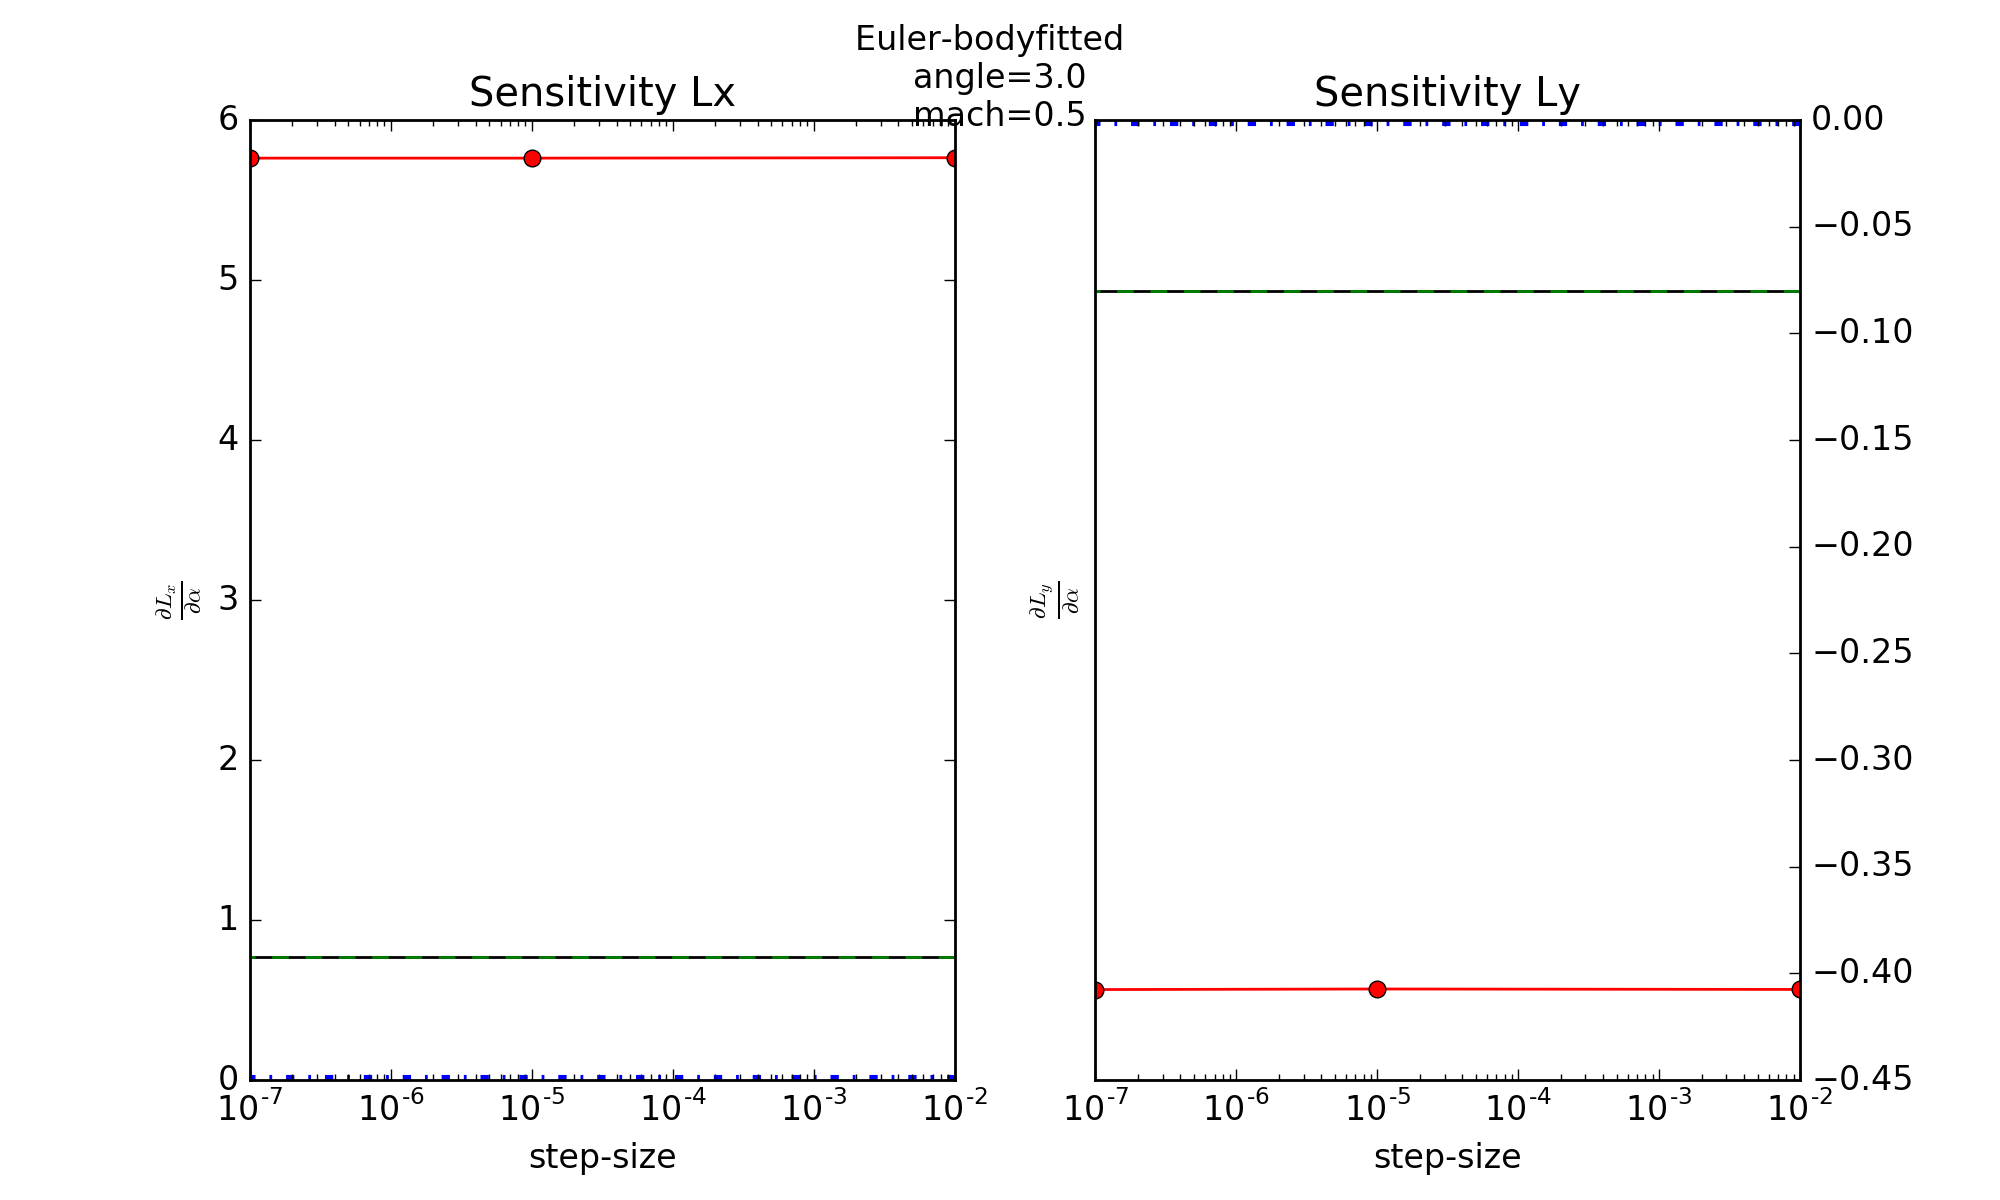 Euler-bodyfitted
angle=3.0
mach=0.5
Sensitivity Lx
6
5
4
3
2
1
0
∂Lₓ/∂α
10⁻⁷ 10⁻⁶ 10⁻⁵ 10⁻⁴ 10⁻³ 10⁻²
step-size
Sensitivity Ly
∂L_y/∂α
0.00
−0.05
−0.10
−0.15
−0.20
−0.25
−0.30
−0.35
−0.40
−0.45
10⁻⁷ 10⁻⁶ 10⁻⁵ 10⁻⁴ 10⁻³ 10⁻²
step-size